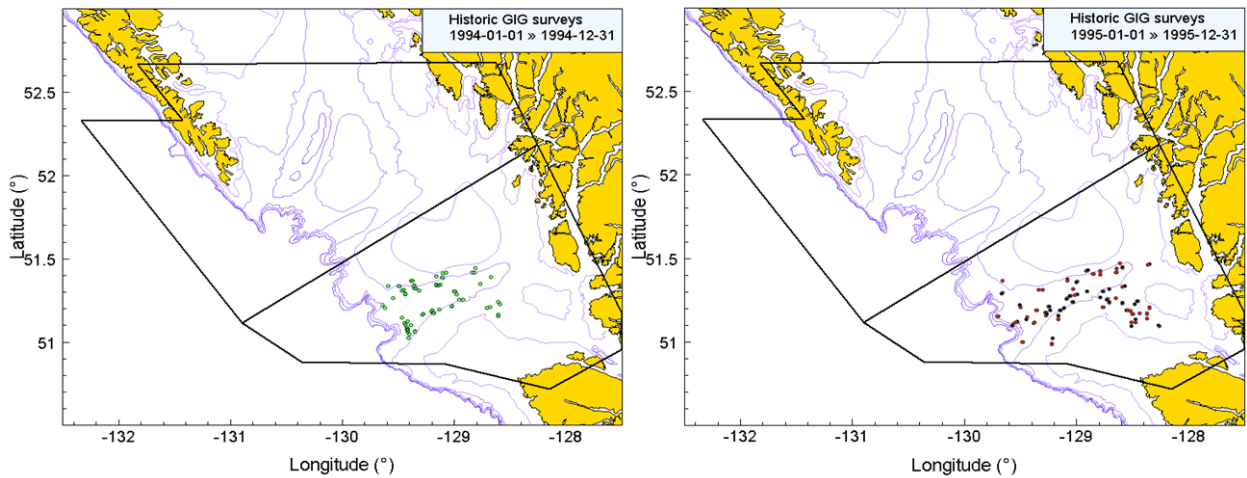 Historic GIG surveys
1994-01-01 » 1994-12-31
52.5
52
51.5
51
Latitude (°)
-132
-131
-130
-129
-128
Longitude (°)
Historic GIG surveys
1995-01-01 » 1995-12-31
52.5
52
51.5
51
Latitude (°)
-132
-131
-130
-129
-128
Longitude (°)